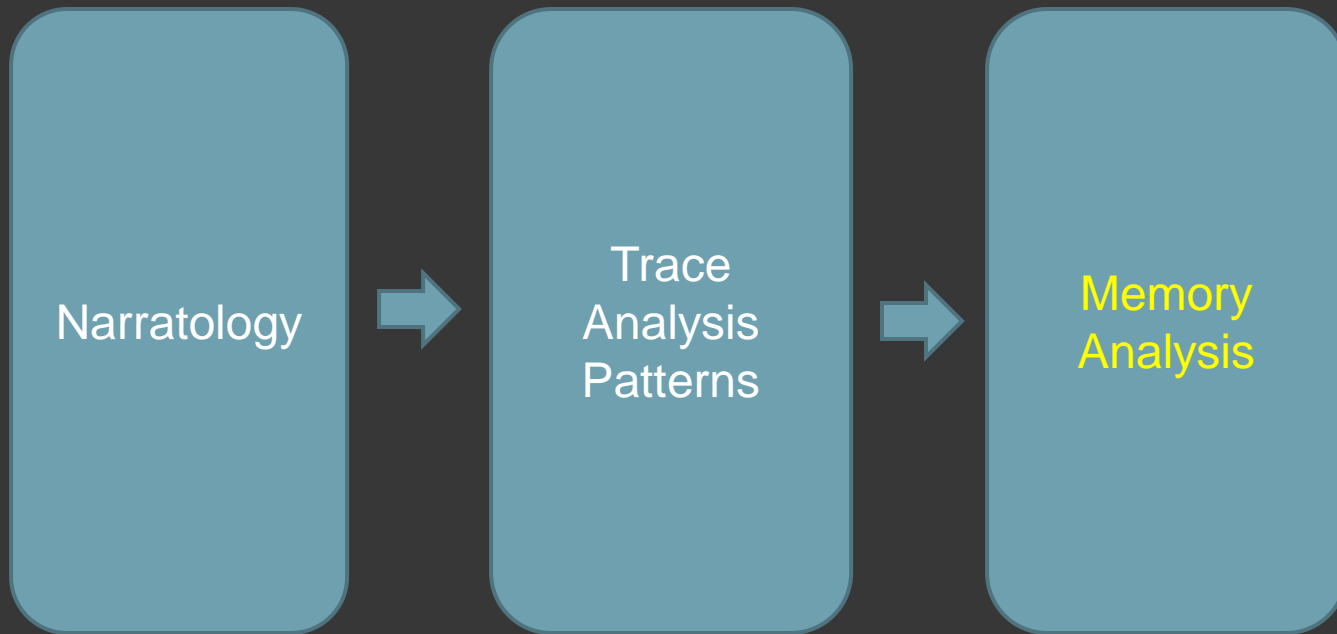 Narratology
Trace
Analysis
Patterns
Memory
Analysis